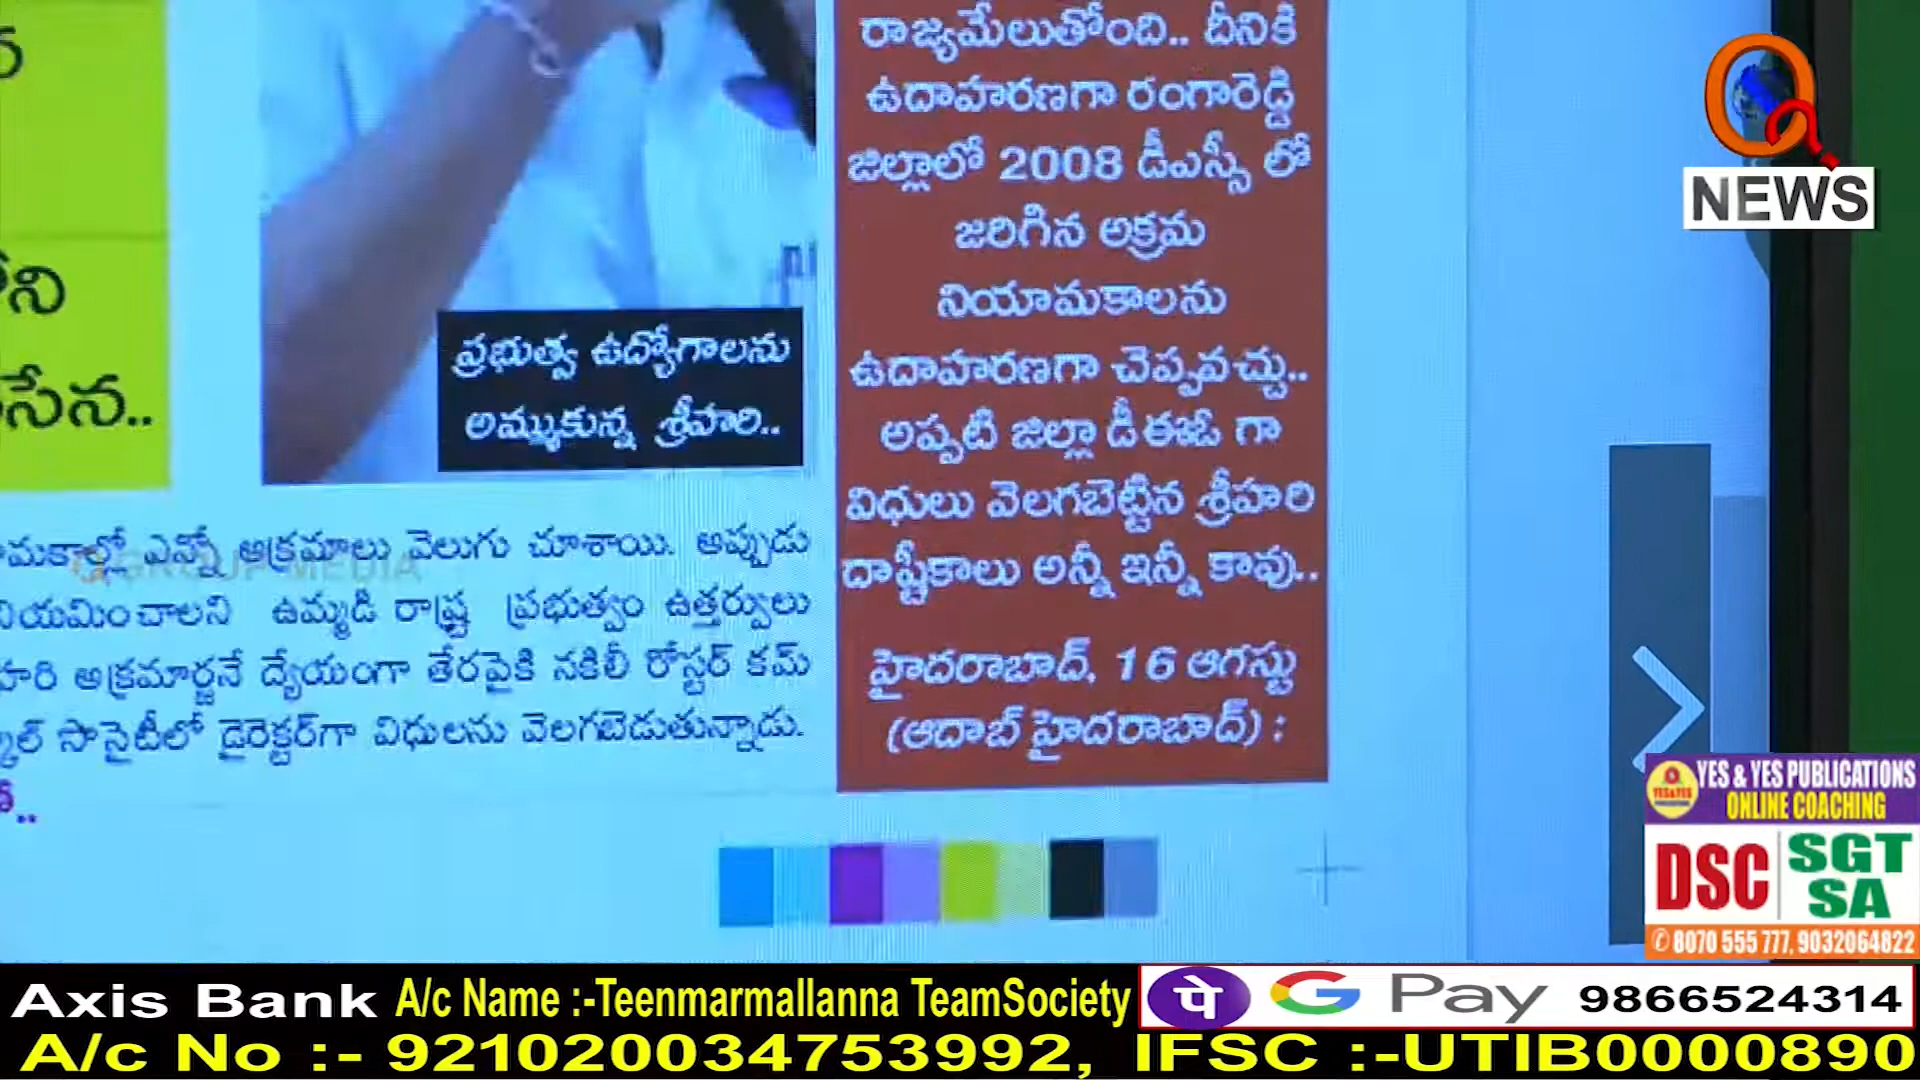 రాజ్యమేలుతోంది.. దీనికి
ఉదాహరణగా రంగారెడ్డి
జిల్లాలో 2008 డీఎస్సీ లో
జరిగిన అక్రమ
నియామకాలను
ఉదాహరణగా చెప్పవచ్చు..
అప్పటి జిల్లా డీఈఓ గా
విధులు వెలగబెట్టిన శ్రీహరి
దాష్టీకాలు అన్నీ ఇన్నీ కావు..
హైదరాబాద్, 16 ఆగస్టు
(ఆదాబ్ హైదరాబాద్) :
ప్రభుత్వ ఉద్యోగాలను
అమ్ముకున్న శ్రీహరి..
ఎన్నో అక్రమాలు వెలుగు చూశాయి. అప్పుడు
ఉమ్మడి రాష్ట్ర ప్రభుత్వం ఉత్తర్వులు
అక్రమార్జనే ద్యేయంగా తేరపైకి నకిలీ రోస్టర్ కమ్
సొసైటీలో డైరెక్టర్‌గా విధులను వెలగబెడుతున్నాడు.
Q GROUP MEDIA
NEWS
YES & YES PUBLICATIONS
ONLINE COACHING
DSC SGT
SA
8070 555 777, 9032064822
Axis Bank A/c Name :-Teenmarmallanna TeamSociety
पे G Pay 9866524314
A/c No :- 921020034753992, IFSC :-UTIB0000890